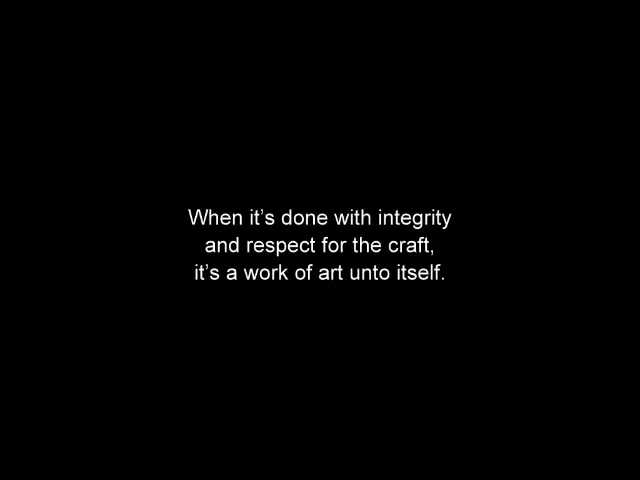 When it’s done with integrity
and respect for the craft,
it’s a work of art unto itself.